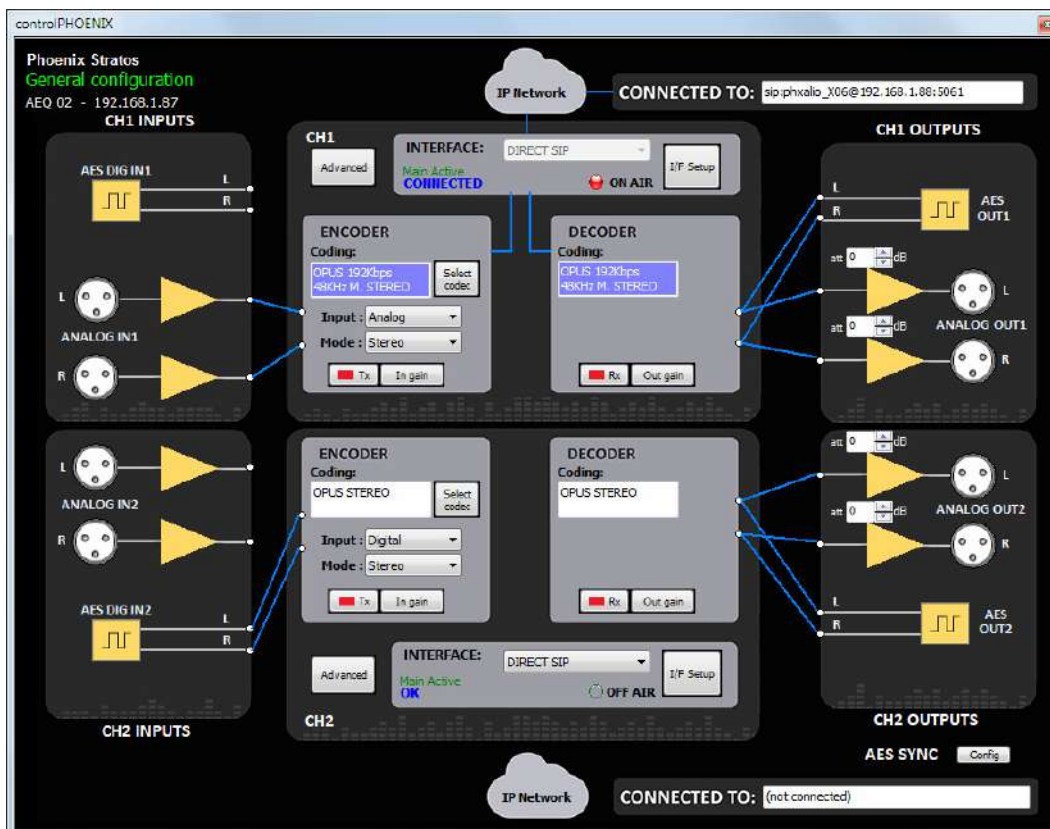 controlPHOENIX
Phoenix Stratos
General configuration
AEQ 02 - 192.168.1.87
IP Network
CONNECTED TO: sip:phxalio_X06@192.168.1.88:5061
CH1 INPUTS
AES DIG IN1
L
R
L
ANALOG IN1
R
CH1
Advanced
INTERFACE: DIRECT SIP
Main Active
CONNECTED
ON AIR
I/F Setup
ENCODER
Coding:
OPUS 192Kbps
48KHz M. STEREO
Select
codec
Input : Analog
Mode : Stereo
Tx In gain
DECODER
Coding:
OPUS 192Kbps
48KHz M. STEREO
Rx Out gain
CH1 OUTPUTS
L
R
AES
OUT1
att 0 dB
L
ANALOG OUT1
att 0 dB
R
L
ANALOG IN2
R
AES DIG IN2
L
R
CH2 INPUTS
ENCODER
Coding:
OPUS STEREO
Select
codec
Input : Digital
Mode : Stereo
Tx In gain
DECODER
Coding:
OPUS STEREO
Rx Out gain
Advanced
INTERFACE: DIRECT SIP
Main Active
OK
OFF AIR
I/F Setup
CH2
att 0 dB
L
ANALOG OUT2
att 0 dB
R
L
R
AES
OUT2
CH2 OUTPUTS
AES SYNC Config
IP Network
CONNECTED TO: (not connected)